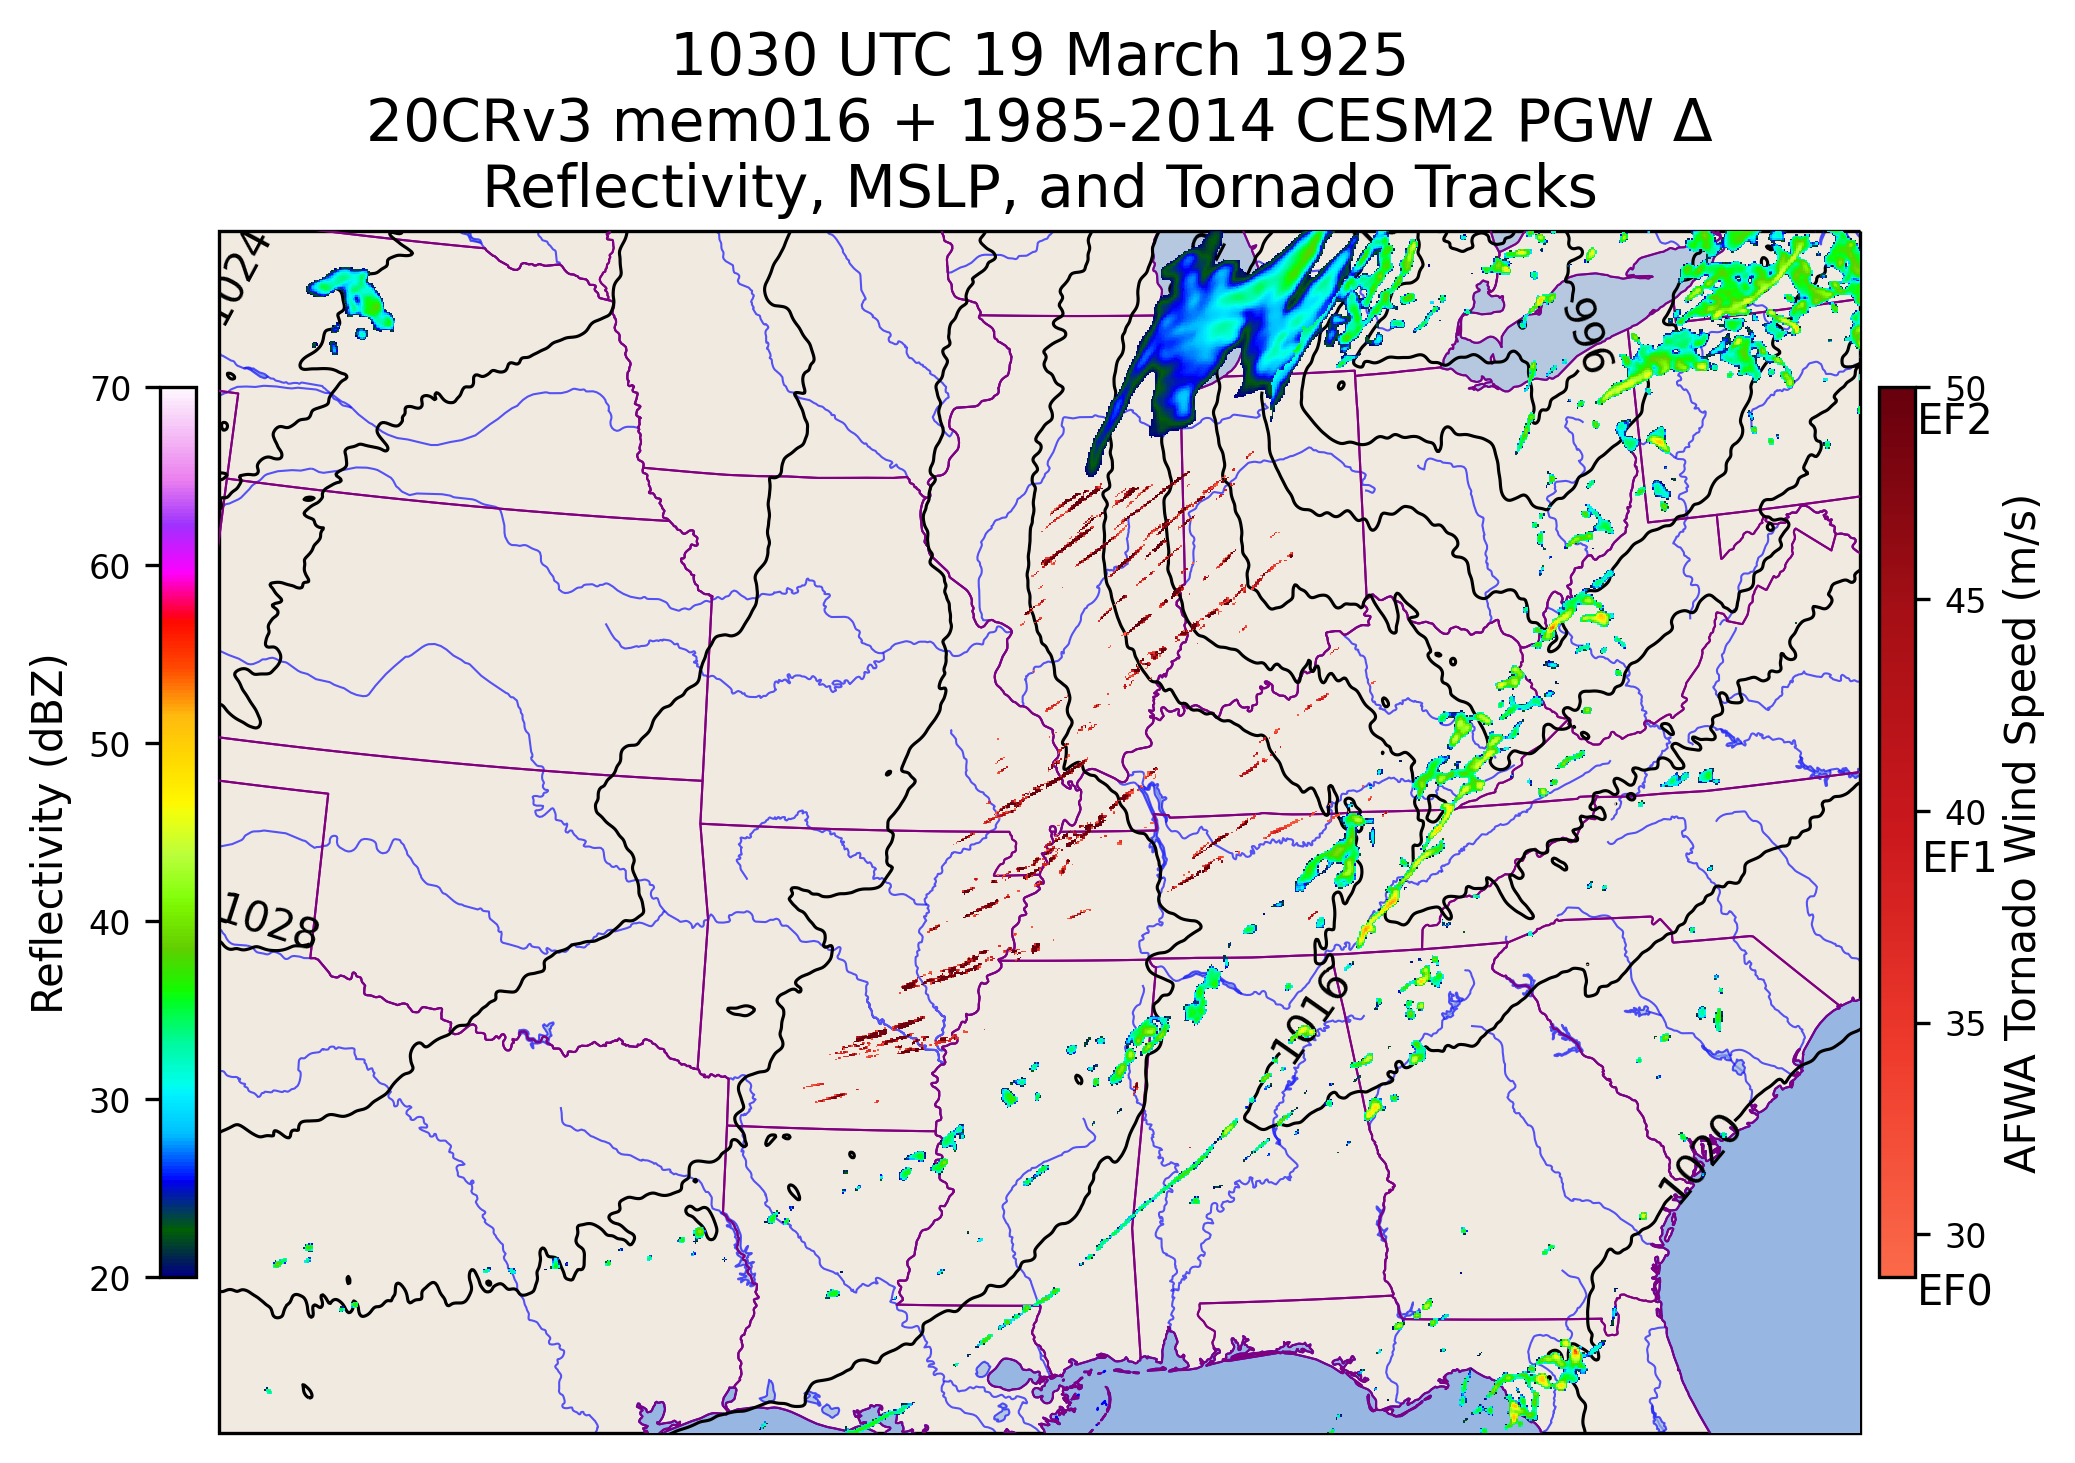 1030 UTC 19 March 1925
20CRv3 mem016 + 1985-2014 CESM2 PGW Δ
Reflectivity, MSLP, and Tornado Tracks
1024
996
1028
1016
1020
70
60
50
40
30
20
Reflectivity (dBZ)
50
EF2
45
40
EF1
35
30
EF0
AFWA Tornado Wind Speed (m/s)